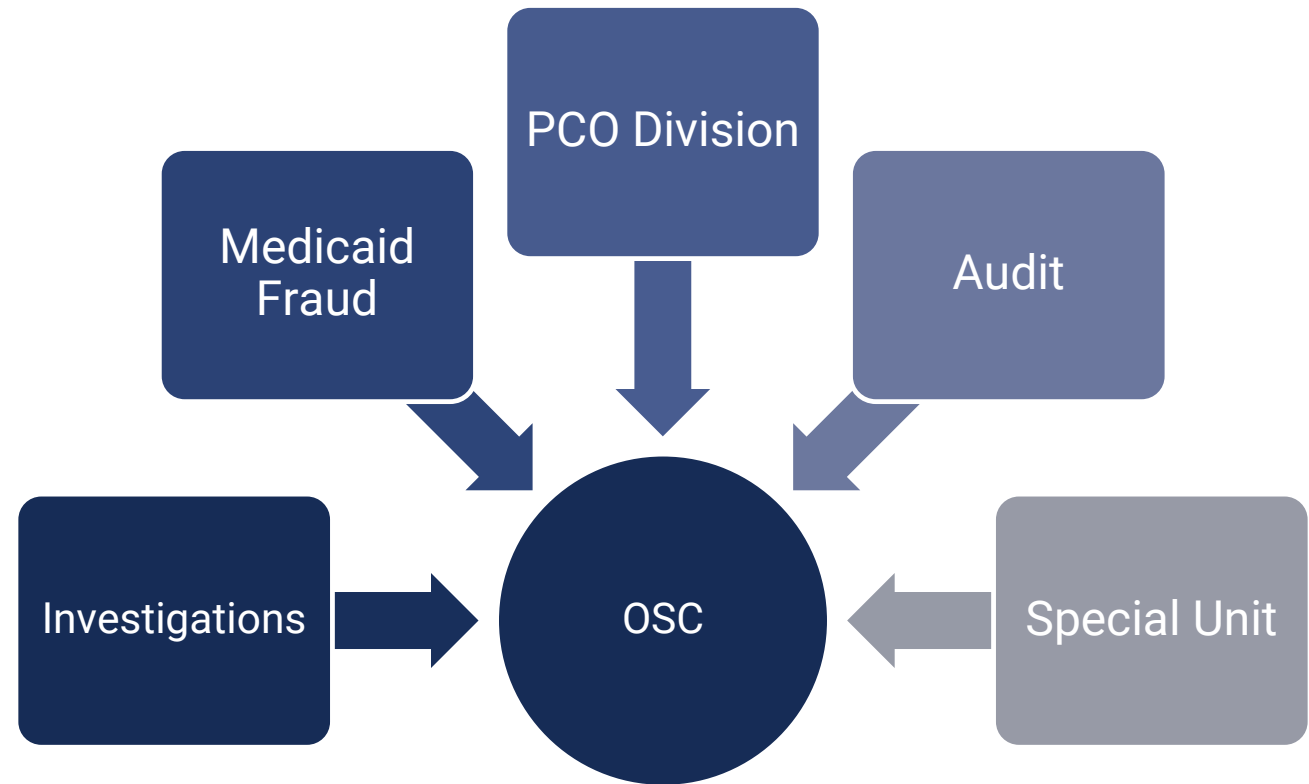 PCO Division
Medicaid
Fraud
Audit
Investigations
OSC
Special Unit